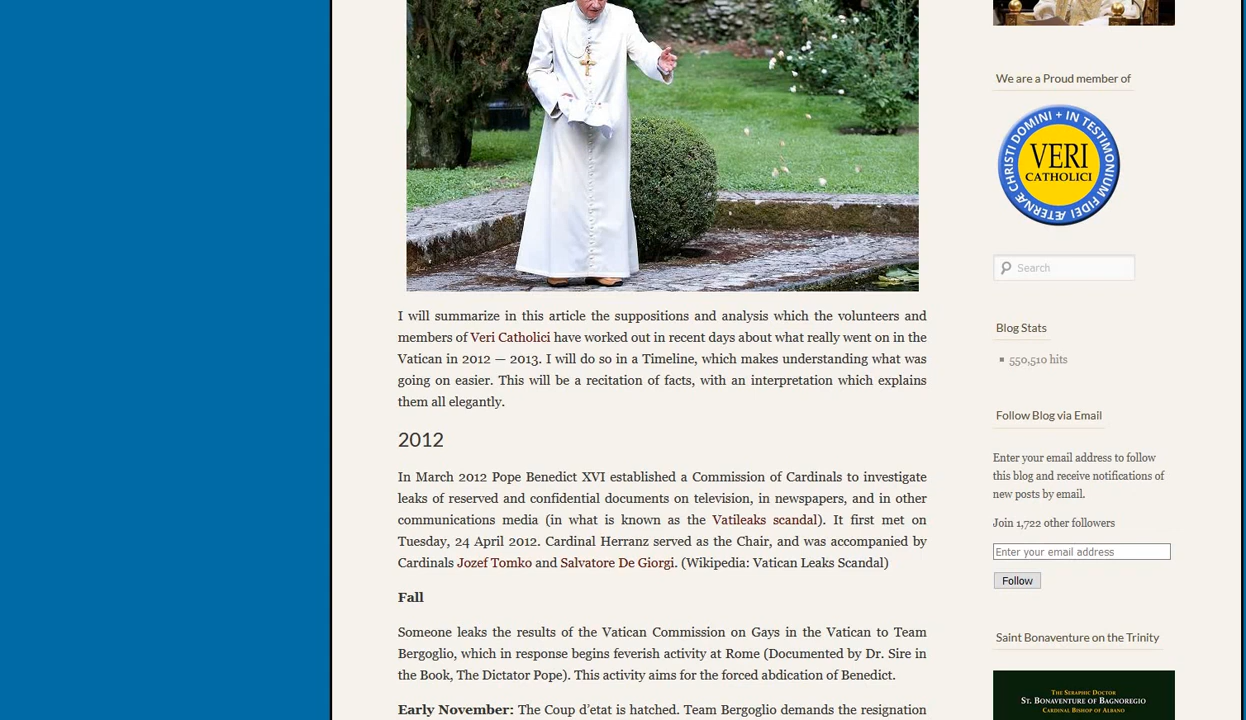 I will summarize in this article the suppositions and analysis which the volunteers and
members of Veri Catholici have worked out in recent days about what really went on in the
Vatican in 2012 — 2013. I will do so in a Timeline, which makes understanding what was
going on easier. This will be a recitation of facts, with an interpretation which explains
them all elegantly.
2012
In March 2012 Pope Benedict XVI established a Commission of Cardinals to investigate
leaks of reserved and confidential documents on television, in newspapers, and in other
communications media (in what is known as the Vatileaks scandal). It first met on
Tuesday, 24 April 2012. Cardinal Herranz served as the Chair, and was accompanied by
Cardinals Jozef Tomko and Salvatore De Giorgi. (Wikipedia: Vatican Leaks Scandal)
Fall
Someone leaks the results of the Vatican Commission on Gays in the Vatican to Team
Bergoglio, which in response begins feverish activity at Rome (Documented by Dr. Sire in
the Book, The Dictator Pope). This activity aims for the forced abdication of Benedict.
Early November: The Coup d'etat is hatched. Team Bergoglio demands the resignation
We are a Proud member of
CHRISTI DOMINI + IN TESTIMONIUM FIDEI ÆTERNÆ
VERI
CATHOLICI
Search
Blog Stats
550,510 hits
Follow Blog via Email
Enter your email address to follow
this blog and receive notifications of
new posts by email.
Join 1,722 other followers
Enter your email address
Follow
Saint Bonaventure on the Trinity
The Seraphic Doctor
St. Bonaventure of Bagnoregio
Cardinal Bishop of Albano